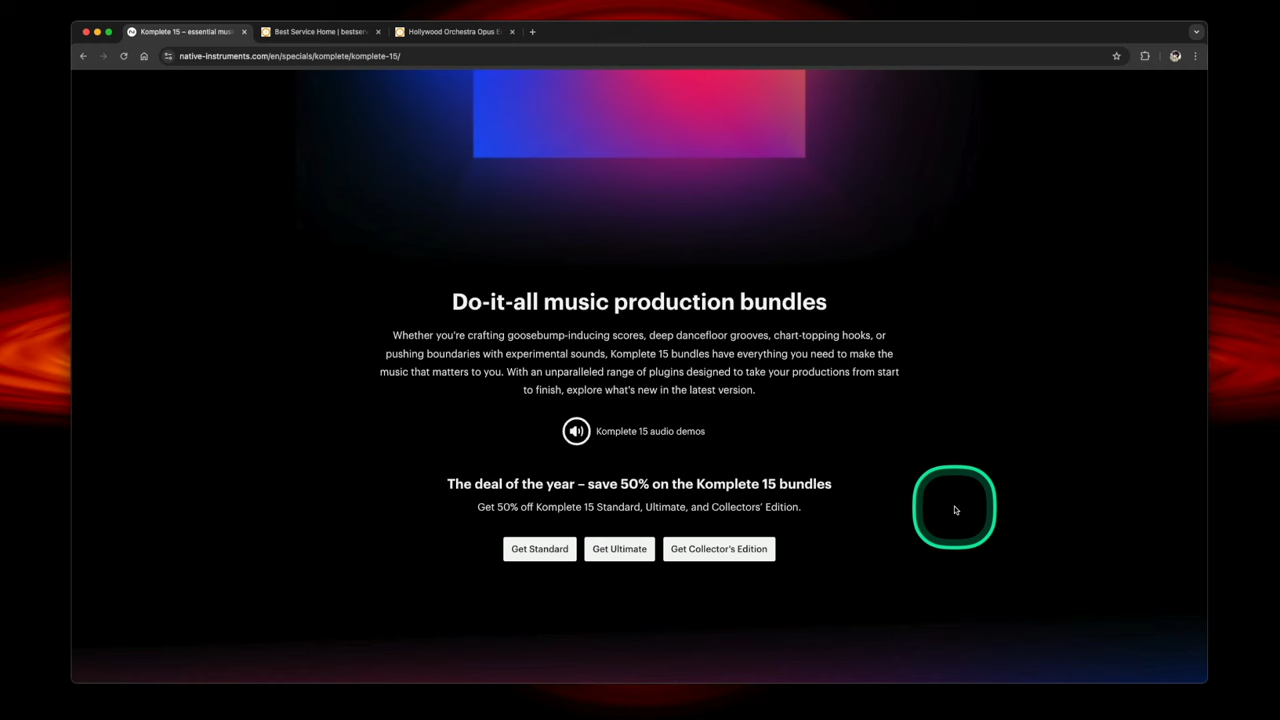 Komplete 15 – essential musi
Best Service Home | bestserv
Hollywood Orchestra Opus E
native-instruments.com/en/specials/komplete/komplete-15/
Do-it-all music production bundles
Whether you're crafting goosebump-inducing scores, deep dancefloor grooves, chart-topping hooks, or
pushing boundaries with experimental sounds, Komplete 15 bundles have everything you need to make the
music that matters to you. With an unparalleled range of plugins designed to take your productions from start
to finish, explore what's new in the latest version.
Komplete 15 audio demos
The deal of the year – save 50% on the Komplete 15 bundles
Get 50% off Komplete 15 Standard, Ultimate, and Collectors' Edition.
Get Standard
Get Ultimate
Get Collector's Edition